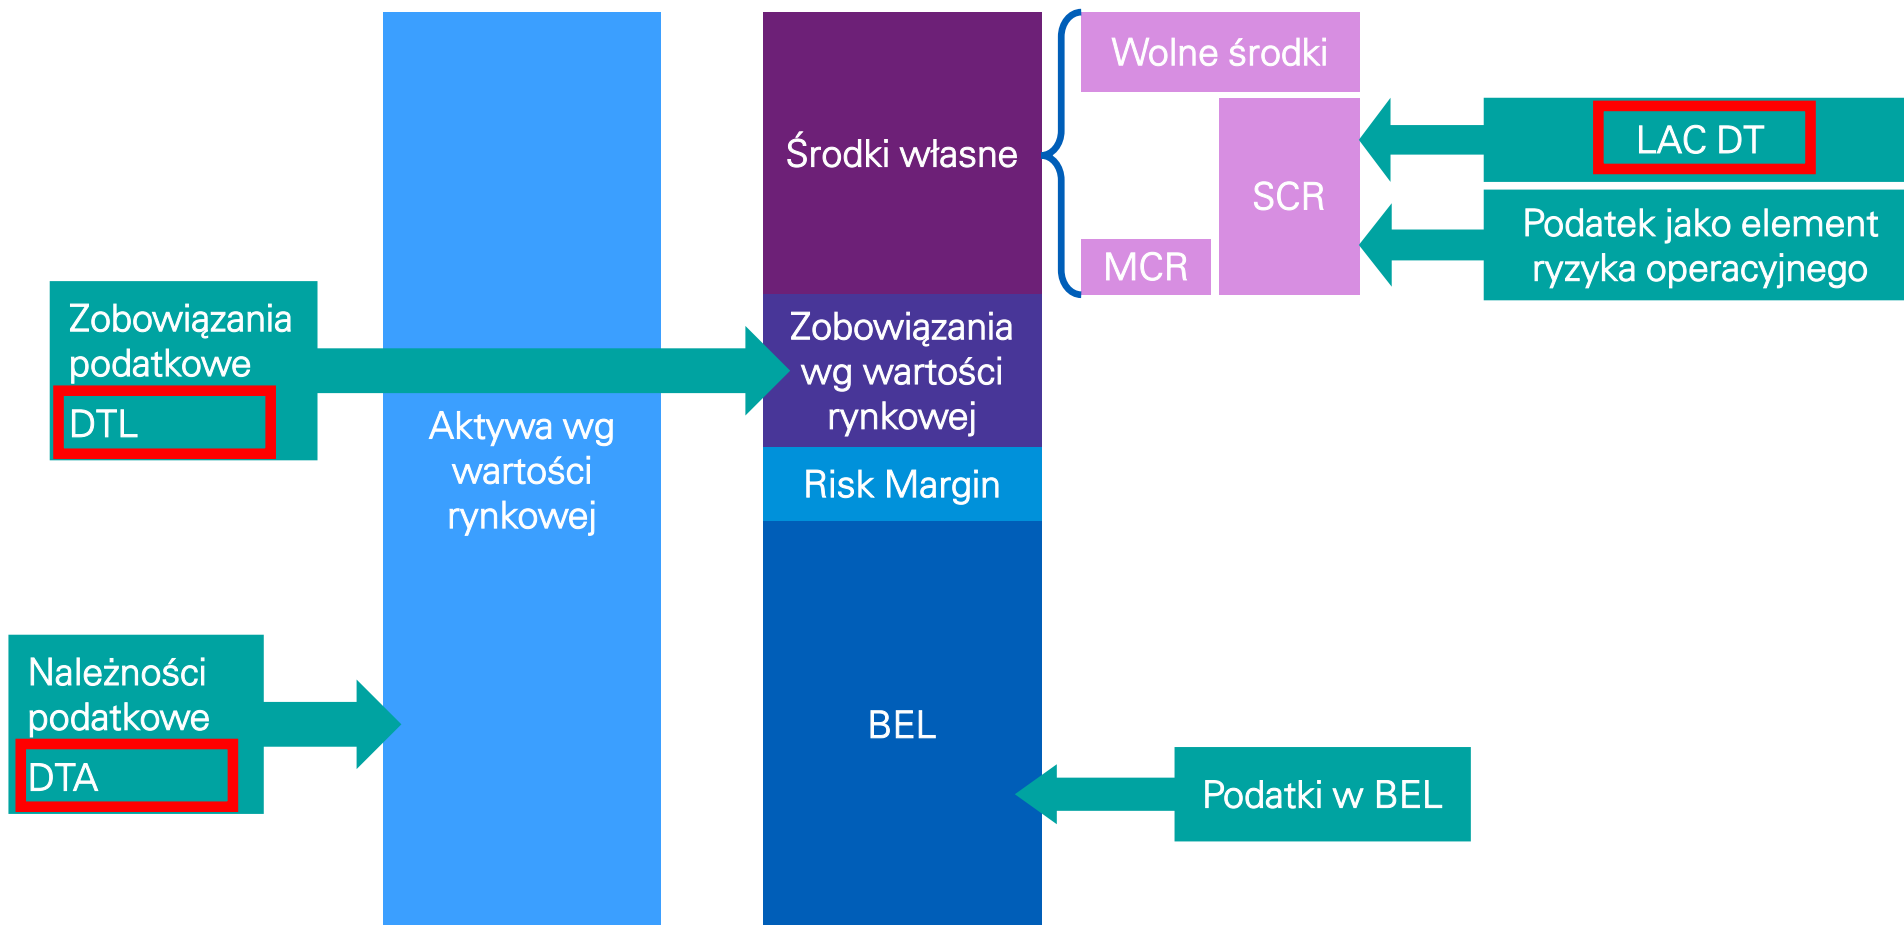 Wolne środki
LAC DT
Środki własne
SCR
Podatek jako element
ryzyka operacyjnego
MCR
Zobowiązania
podatkowe
DTL
Zobowiązania
wg wartości
rynkowej
Aktywa wg
wartości
rynkowej
Risk Margin
Należności
podatkowe
DTA
BEL
Podatki w BEL